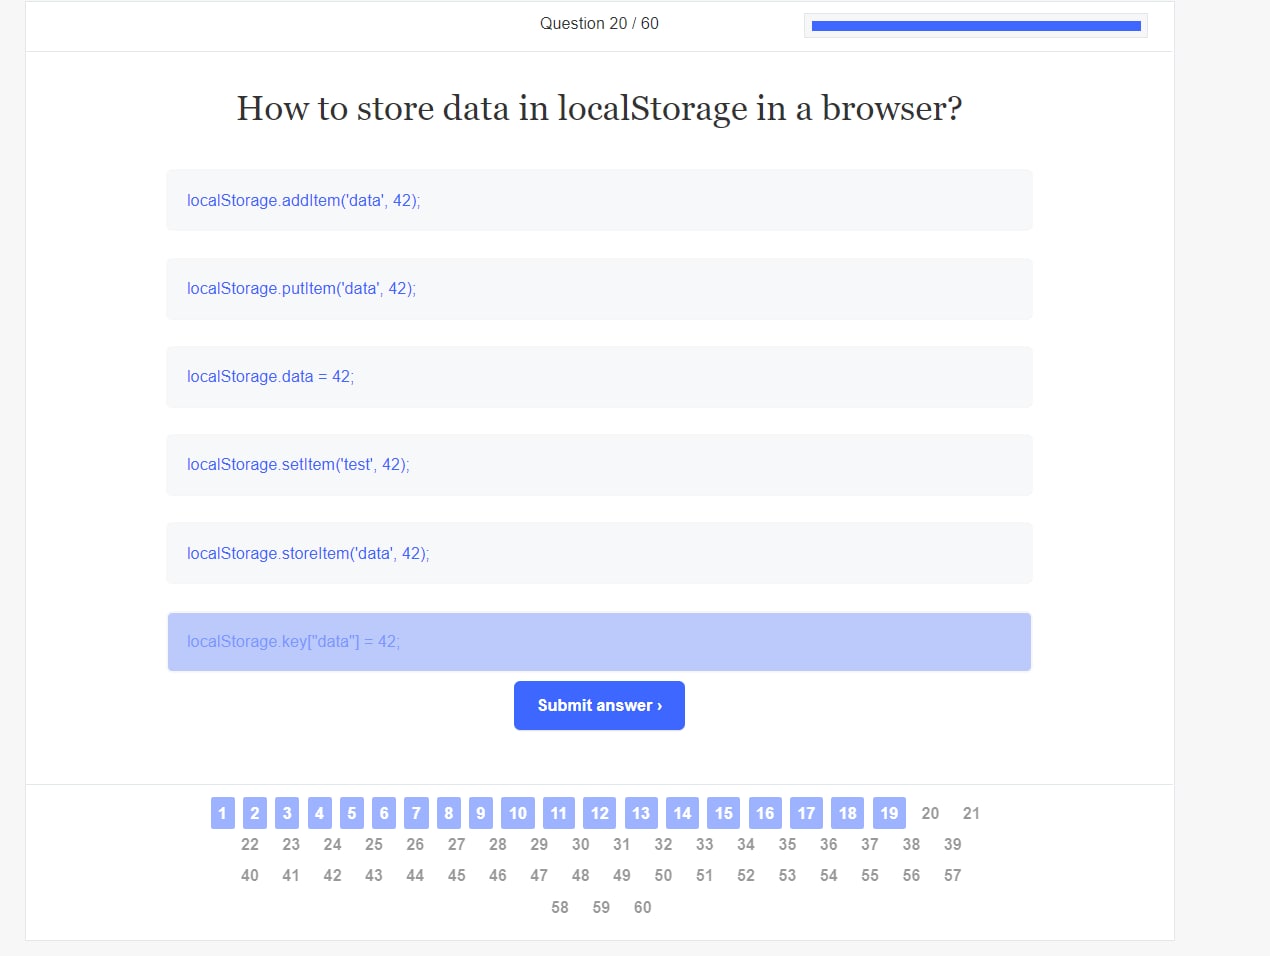 Question 20 / 60
How to store data in localStorage in a browser?
localStorage.addItem('data', 42);
localStorage.putItem('data', 42);
localStorage.data = 42;
localStorage.setItem('test', 42);
localStorage.storeItem('data', 42);
localStorage.key["data"] = 42;
Submit answer ›
1 2 3 4 5 6 7 8 9 10 11 12 13 14 15 16 17 18 19 20 21
22 23 24 25 26 27 28 29 30 31 32 33 34 35 36 37 38 39
40 41 42 43 44 45 46 47 48 49 50 51 52 53 54 55 56 57
58 59 60